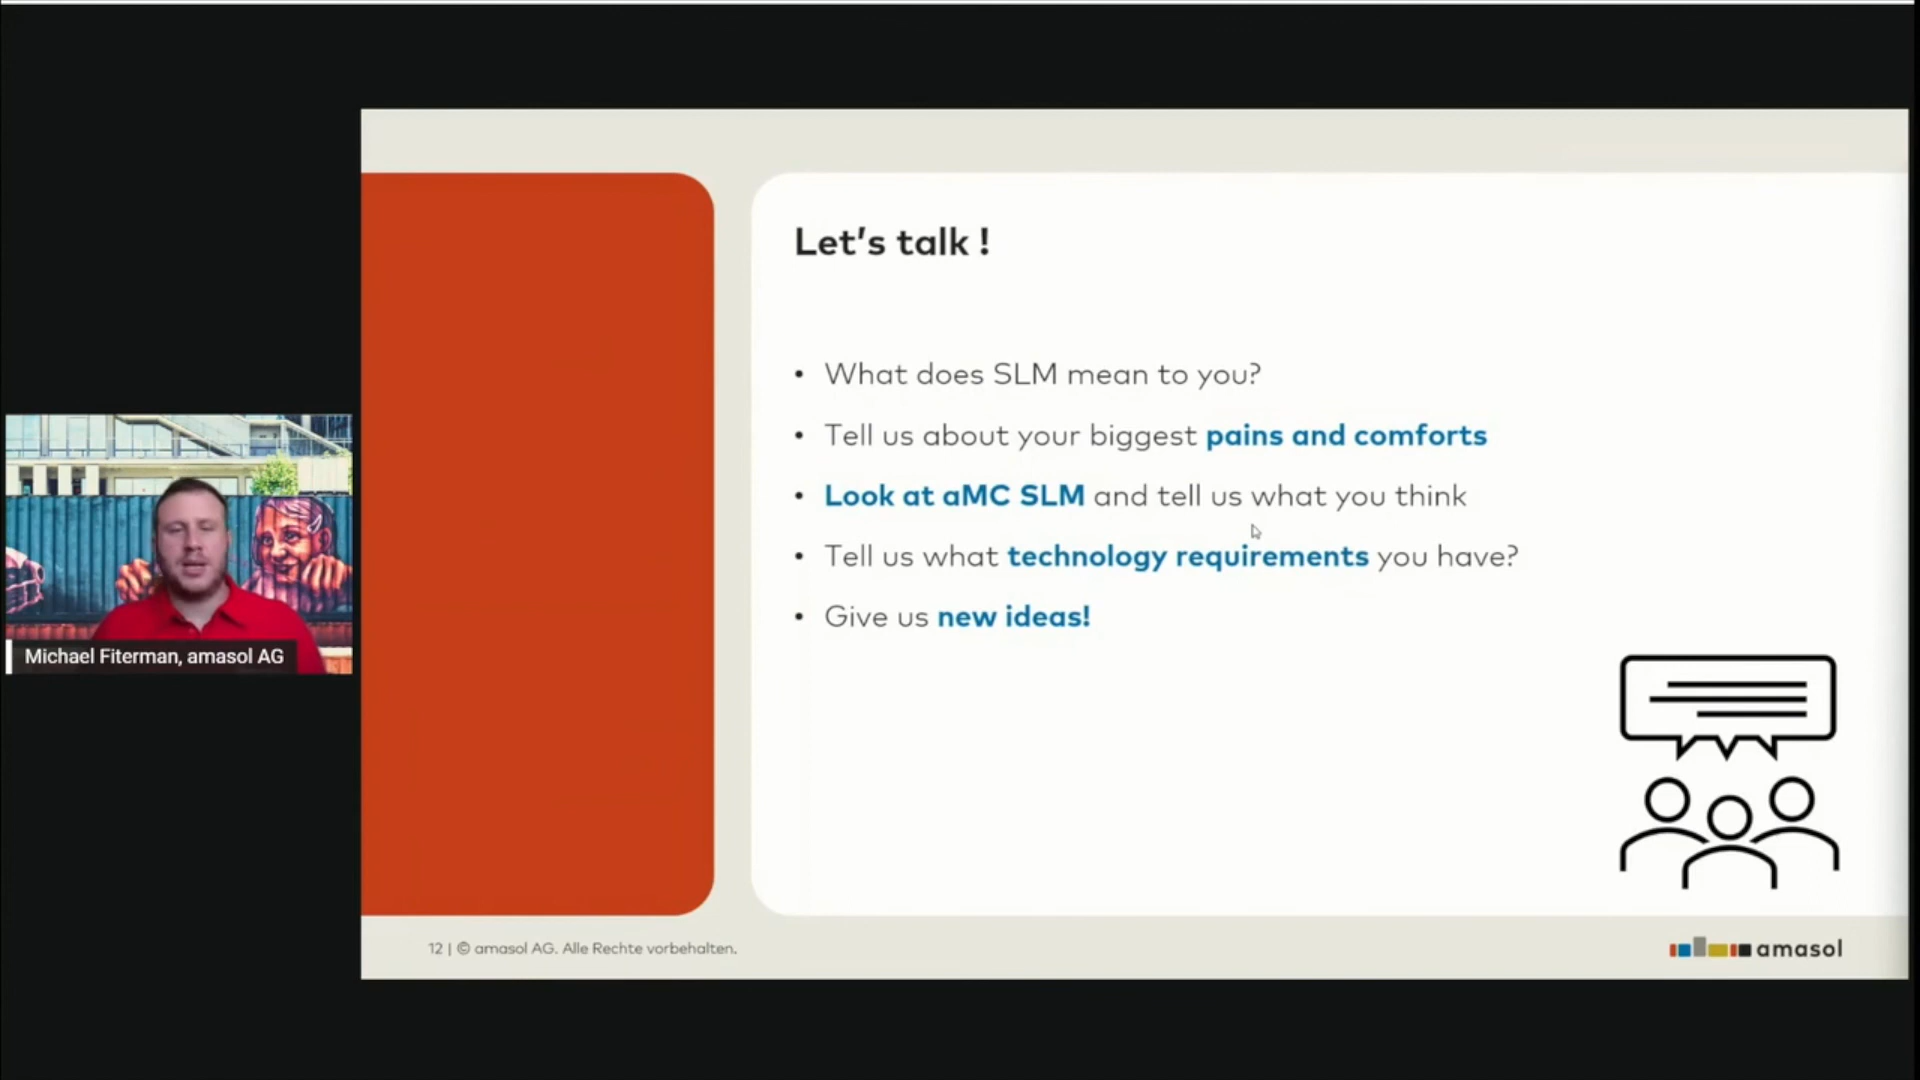 Let's talk !
• What does SLM mean to you?
• Tell us about your biggest pains and comforts
• Look at aMC SLM and tell us what you think
• Tell us what technology requirements you have?
• Give us new ideas!
Michael Fiterman, amasol AG
12 | © amasol AG. Alle Rechte vorbehalten.
amasol